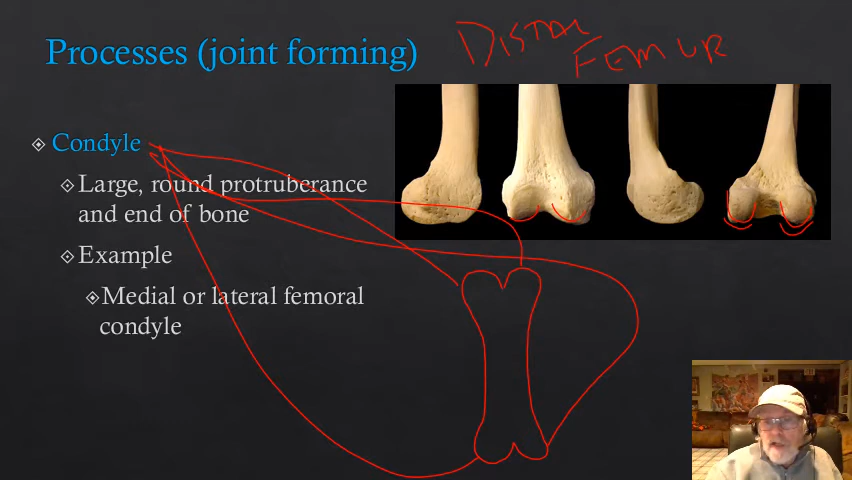 Processes (joint forming)
DISTAL
FEMUR
Condyle
Large, round protruberance
and end of bone
Example
Medial or lateral femoral
condyle